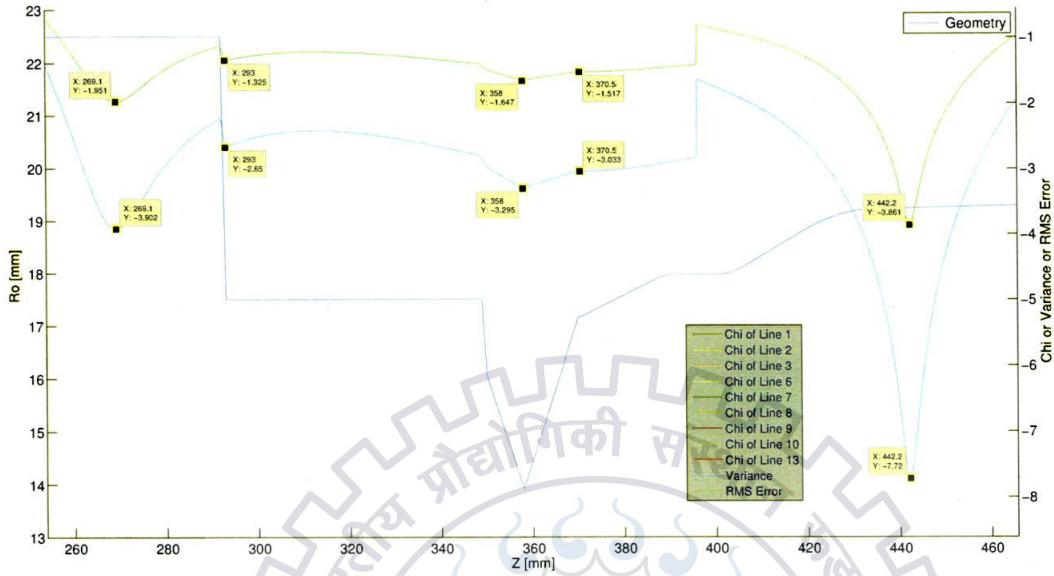 23
22
21
20
19
18
17
16
15
14
13
Ro [mm]
260
280
300
320
340
360
380
400
420
440
460
Z [mm]
-1
-2
-3
-4
-5
-6
-7
-8
Chi or Variance or RMS Error
Geometry
X: 269.1
Y: -1.951
X: 293
Y: -1.325
X: 358
Y: -1.647
X: 370.5
Y: -1.517
X: 269.1
Y: -3.902
X: 293
Y: -2.65
X: 358
Y: -3.295
X: 370.5
Y: -3.033
X: 442.2
Y: -3.861
X: 442.2
Y: -7.72
Chi of Line 1
Chi of Line 2
Chi of Line 3
Chi of Line 6
Chi of Line 7
Chi of Line 8
Chi of Line 9
Chi of Line 10
Chi of Line 13
Variance
RMS Error
प्रौद्योगिकी